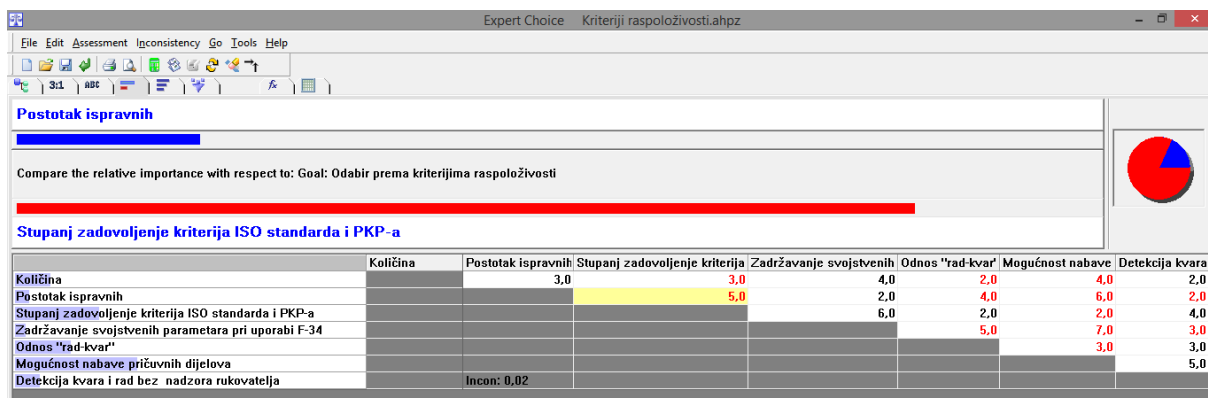 Expert Choice Kriteriji raspoloživosti.ahpz
File Edit Assessment Inconsistency Go Tools Help
3:1 ABC fx
Postotak ispravnih
Compare the relative importance with respect to: Goal: Odabir prema kriterijima raspoloživosti
Stupanj zadovoljenje kriterija ISO standarda i PKP-a
Količina Postotak ispravnih Stupanj zadovoljenje kriterija Zadržavanje svojstvenih Odnos "rad-kvar" Mogućnost nabave Detekcija kvara
Količina 3,0 3,0 4,0 2,0 4,0 2,0
Postotak ispravnih 5,0 2,0 4,0 6,0 2,0
Stupanj zadovoljenje kriterija ISO standarda i PKP-a 6,0 2,0 2,0 4,0
Zadržavanje svojstvenih parametara pri uporabi F-34 5,0 7,0 3,0
Odnos "rad-kvar" 3,0 3,0
Mogućnost nabave pričuvnih dijelova 5,0
Detekcija kvara i rad bez nadzora rukovatelja Incon: 0,02